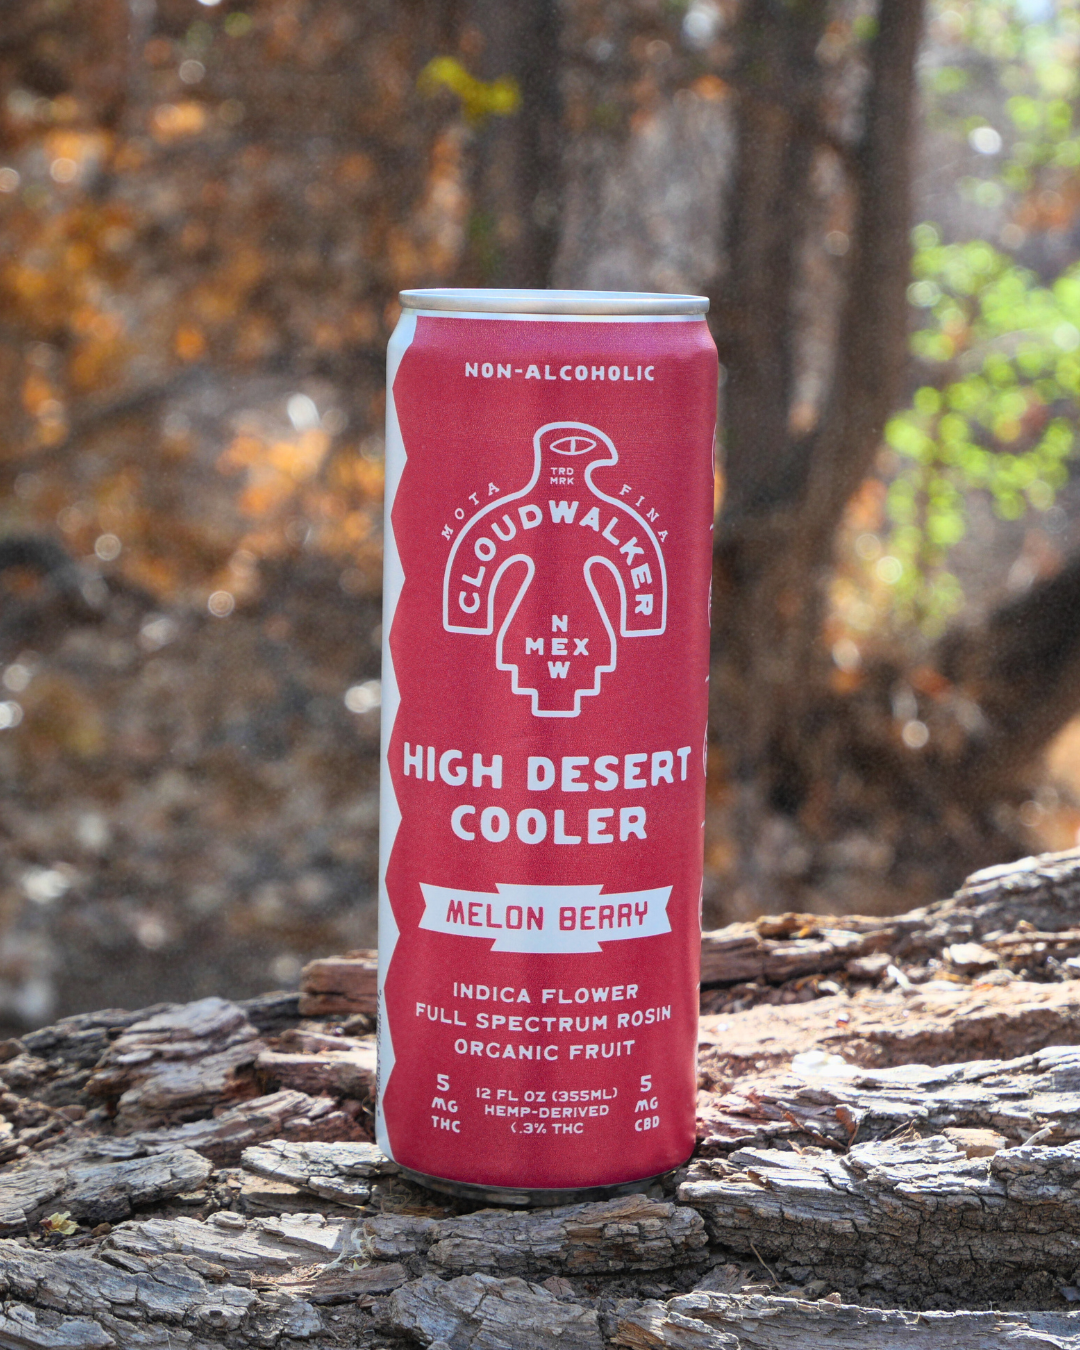 NON-ALCOHOLIC
TRD
MRK
MOTA FINA
CLOUDWALKER
NEW
MEX
HIGH DESERT
COOLER
MELON BERRY
INDICA FLOWER
FULL SPECTRUM ROSIN
ORGANIC FRUIT
5
MG
THC
12 FL OZ (355ML)
HEMP-DERIVED
<.3% THC
5
MG
CBD